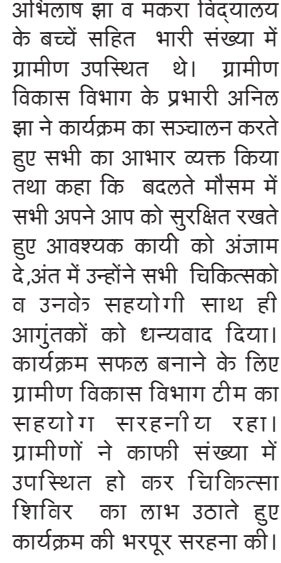 अभिलाष झा व मकरा विद्यालय
के बच्चें सहित भारी संख्या में
ग्रामीण उपस्थित थे। ग्रामीण
विकास विभाग के प्रभारी अनिल
झा ने कार्यक्रम का सञ्चालन करते
हुए सभी का आभार व्यक्त किया
तथा कहा कि बदलते मौसम में
सभी अपने आप को सुरक्षित रखते
हुए आवश्यक कायी को अंजाम
दे,अंत में उन्होंने सभी चिकित्सको
व उनके सहयोगी साथ ही
आगुंतकों को धन्यवाद दिया।
कार्यक्रम सफल बनाने के लिए
ग्रामीण विकास विभाग टीम का
सहयोग सरहनीय रहा।
ग्रामीणों ने काफी संख्या में
उपास्थित हो कर चिकित्सा
शिविर का लाभ उठाते हुए
कार्यक्रम की भरपूर सरहना की।